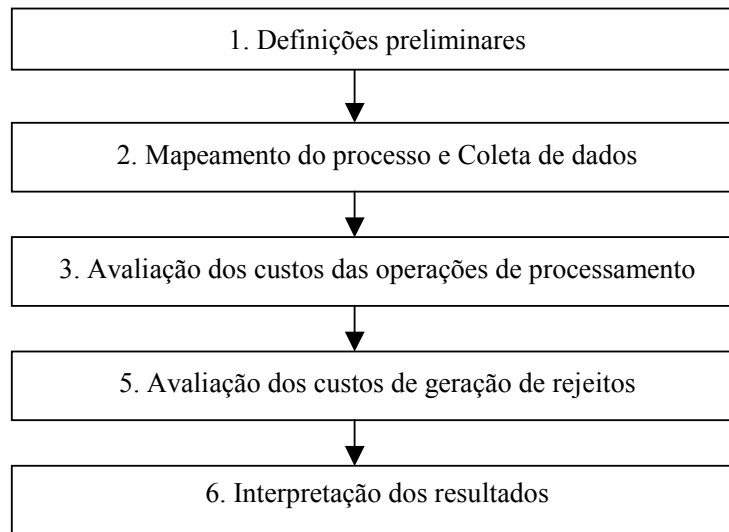 1. Definições preliminares
2. Mapeamento do processo e Coleta de dados
3. Avaliação dos custos das operações de processamento
5. Avaliação dos custos de geração de rejeitos
6. Interpretação dos resultados